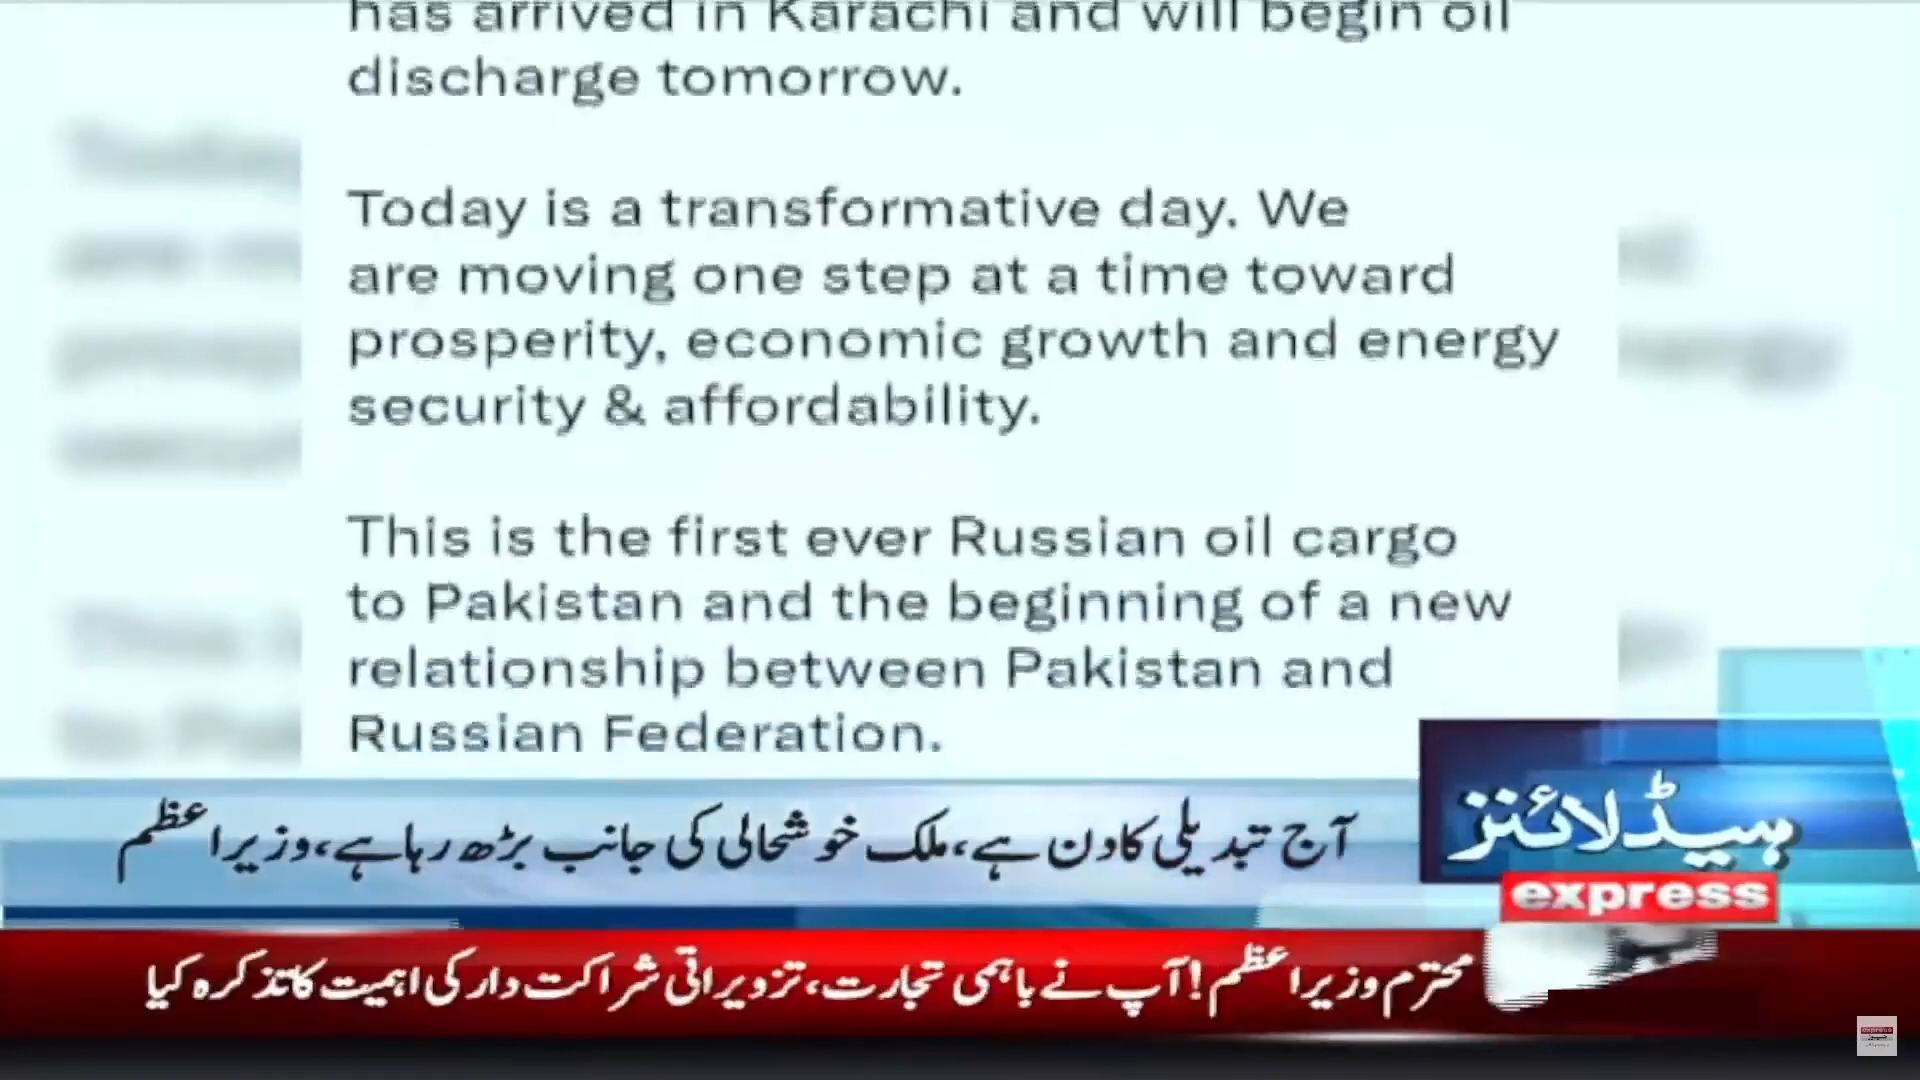 has arrived in Karachi and will begin oil
discharge tomorrow.
Today is a transformative day. We
are moving one step at a time toward
prosperity, economic growth and energy
security & affordability.
This is the first ever Russian oil cargo
to Pakistan and the beginning of a new
relationship between Pakistan and
Russian Federation.
ہیڈلائنز
آج تبدیلی کا دن ہے، ملک خوشحالی کی جانب بڑھ رہا ہے، وزیراعظم
express
محترم وزیراعظم! آپ نے باہمی تجارت، تزویراتی شراکت دار کی اہمیت کا تذکرہ کیا